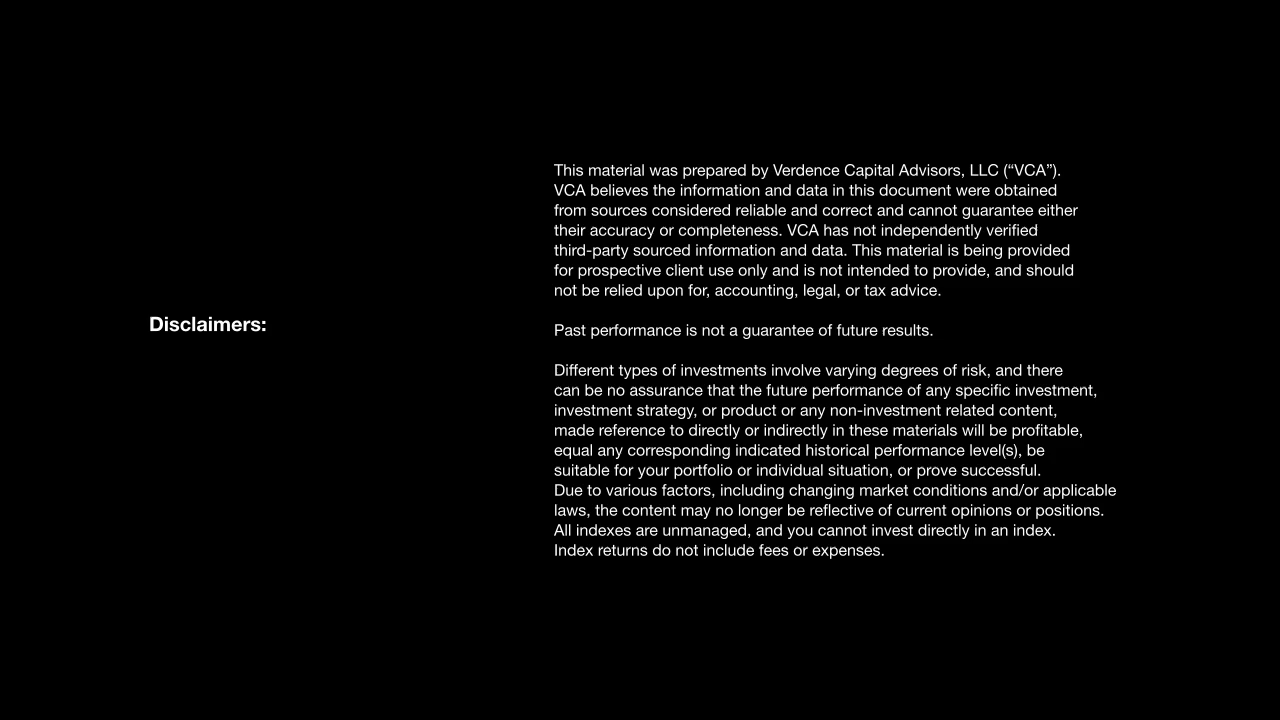 Disclaimers:
This material was prepared by Verdence Capital Advisors, LLC (“VCA”).
VCA believes the information and data in this document were obtained
from sources considered reliable and correct and cannot guarantee either
their accuracy or completeness. VCA has not independently verified
third-party sourced information and data. This material is being provided
for prospective client use only and is not intended to provide, and should
not be relied upon for, accounting, legal, or tax advice.
Past performance is not a guarantee of future results.
Different types of investments involve varying degrees of risk, and there
can be no assurance that the future performance of any specific investment,
investment strategy, or product or any non-investment related content,
made reference to directly or indirectly in these materials will be profitable,
equal any corresponding indicated historical performance level(s), be
suitable for your portfolio or individual situation, or prove successful.
Due to various factors, including changing market conditions and/or applicable
laws, the content may no longer be reflective of current opinions or positions.
All indexes are unmanaged, and you cannot invest directly in an index.
Index returns do not include fees or expenses.